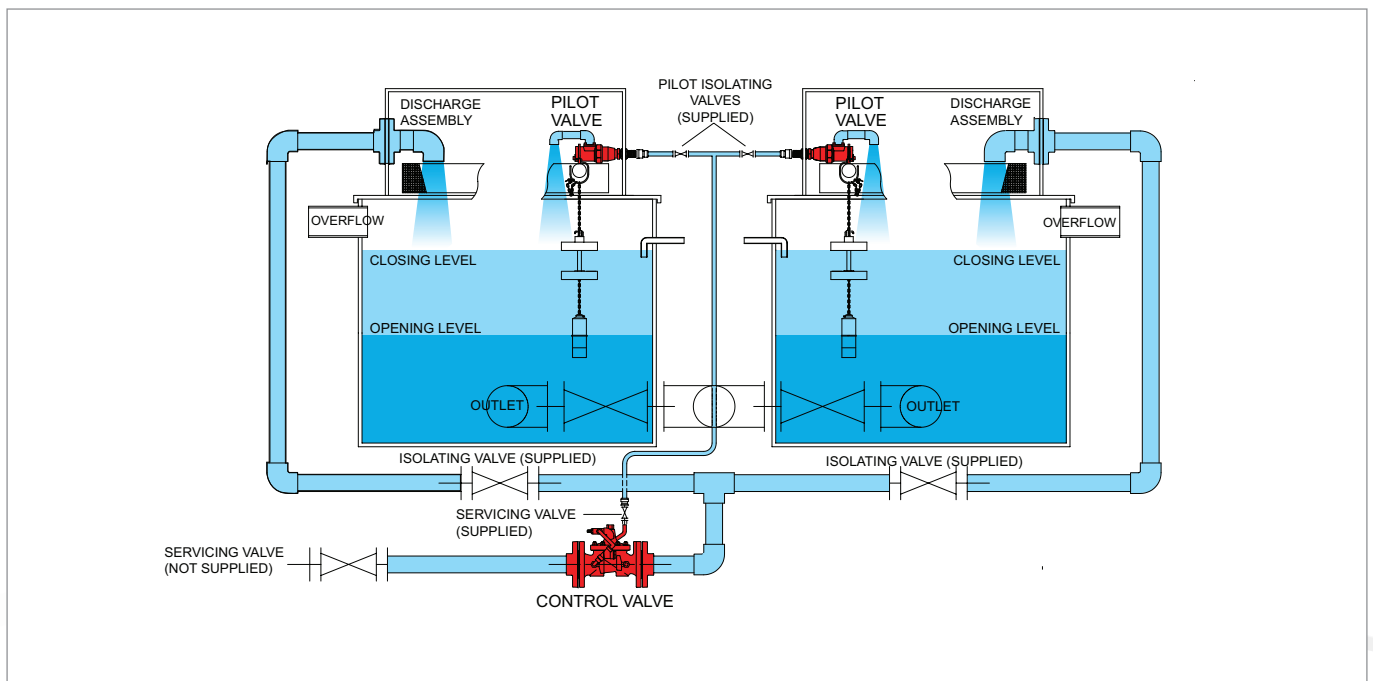 DISCHARGE
ASSEMBLY
PILOT
VALVE
PILOT ISOLATING
VALVES
(SUPPLIED)
PILOT
VALVE
DISCHARGE
ASSEMBLY
OVERFLOW
OVERFLOW
CLOSING LEVEL
CLOSING LEVEL
OPENING LEVEL
OPENING LEVEL
OUTLET
OUTLET
ISOLATING VALVE (SUPPLIED)
ISOLATING VALVE (SUPPLIED)
SERVICING VALVE
(SUPPLIED)
SERVICING VALVE
(NOT SUPPLIED)
CONTROL VALVE